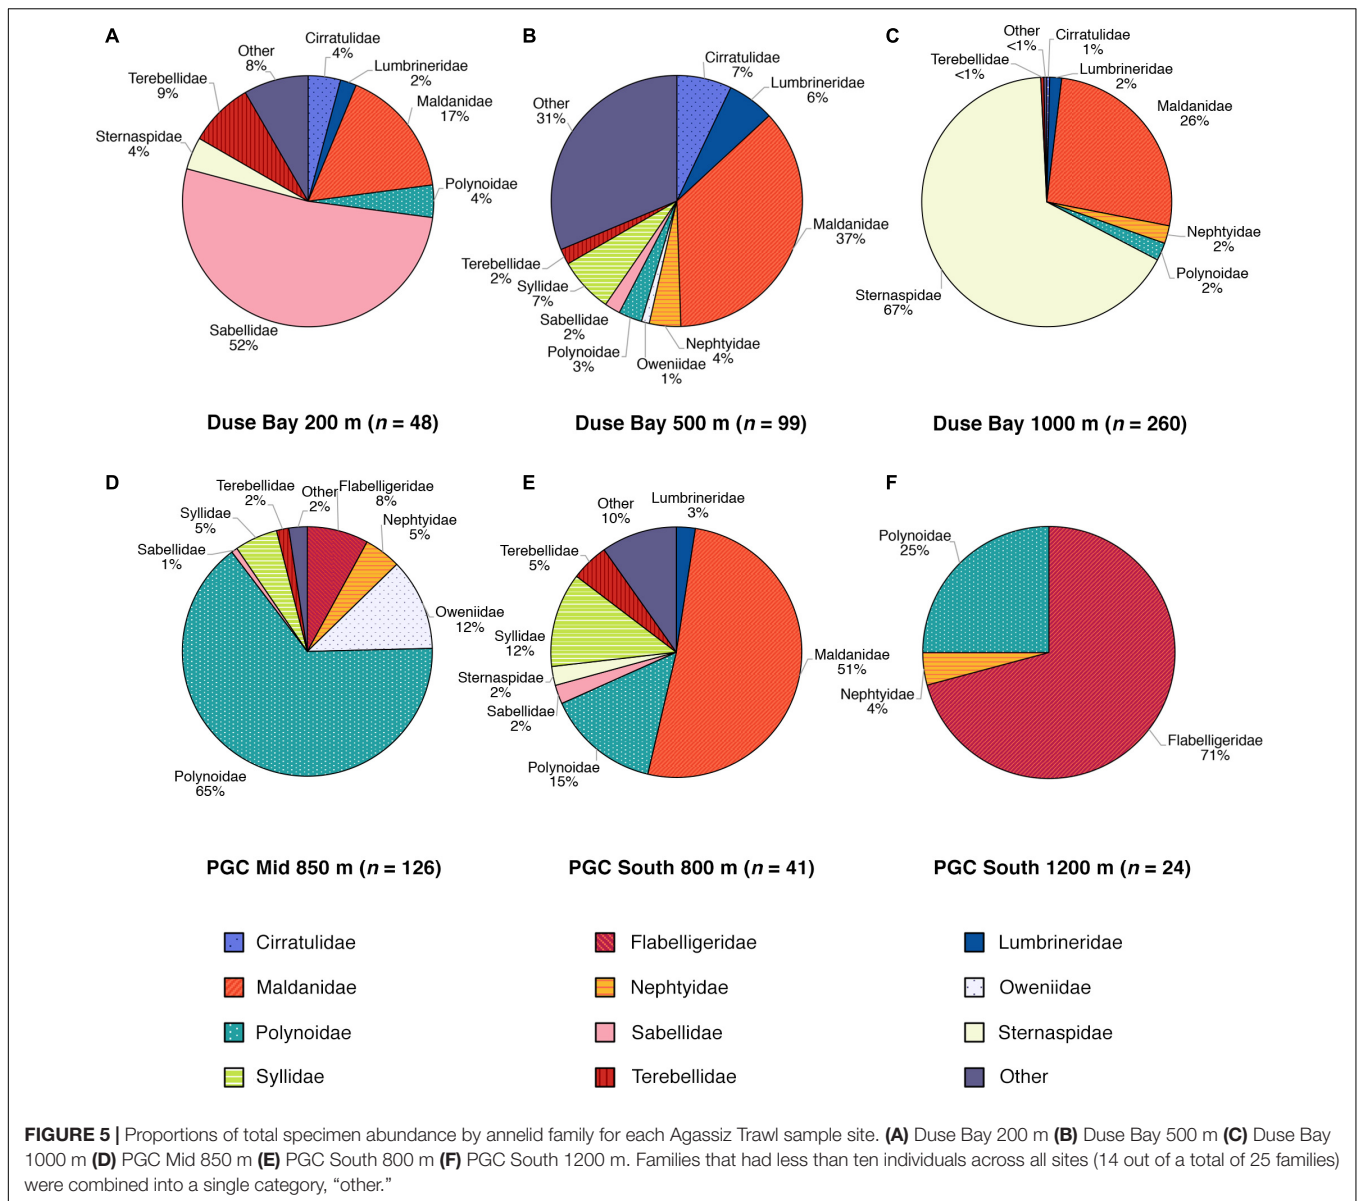 A
Cirratulidae
4%
Lumbrineridae
2%
Maldanidae
17%
Polynoidae
4%
Sabellidae
52%
Sternaspidae
4%
Terebellidae
9%
Other
8%
Duse Bay 200 m (n = 48)
B
Cirratulidae
7%
Lumbrineridae
6%
Maldanidae
37%
Nephtyidae
4%
Oweniidae
1%
Polynoidae
3%
Sabellidae
2%
Syllidae
7%
Terebellidae
2%
Other
31%
Duse Bay 500 m (n = 99)
C
Cirratulidae
1%
Lumbrineridae
2%
Maldanidae
26%
Nephtyidae
2%
Polynoidae
2%
Sternaspidae
67%
Terebellidae
<1%
Other
<1%
Duse Bay 1000 m (n = 260)
D
Flabelligeridae
8%
Nephtyidae
5%
Oweniidae
12%
Polynoidae
65%
Sabellidae
1%
Syllidae
5%
Terebellidae
2%
Other
2%
PGC Mid 850 m (n = 126)
E
Lumbrineridae
3%
Maldanidae
51%
Polynoidae
15%
Sabellidae
2%
Sternaspidae
2%
Syllidae
12%
Terebellidae
5%
Other
10%
PGC South 800 m (n = 41)
F
Flabelligeridae
71%
Nephtyidae
4%
Polynoidae
25%
PGC South 1200 m (n = 24)
Cirratulidae
Flabelligeridae
Lumbrineridae
Maldanidae
Nephtyidae
Oweniidae
Polynoidae
Sabellidae
Sternaspidae
Syllidae
Terebellidae
Other
FIGURE 5 | Proportions of total specimen abundance by annelid family for each Agassiz Trawl sample site. (A) Duse Bay 200 m (B) Duse Bay 500 m (C) Duse Bay
1000 m (D) PGC Mid 850 m (E) PGC South 800 m (F) PGC South 1200 m. Families that had less than ten individuals across all sites (14 out of a total of 25 families)
were combined into a single category, “other.”